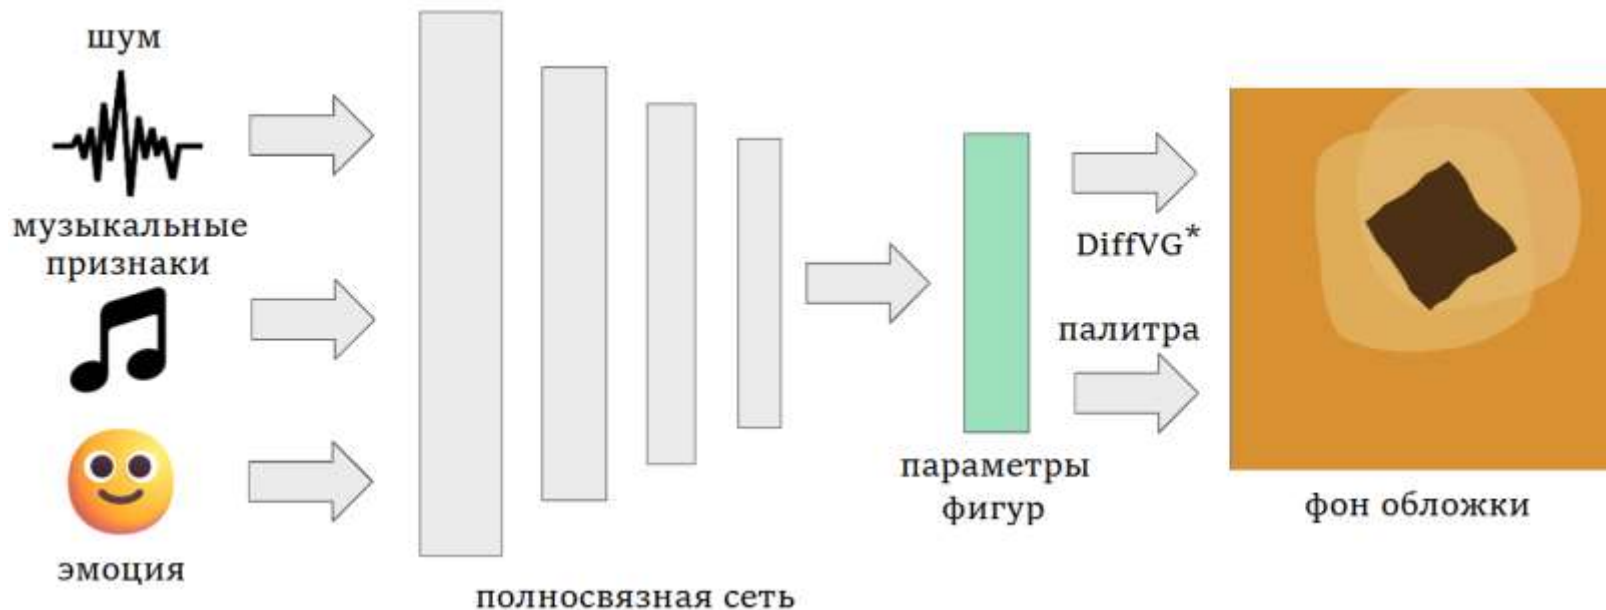 шум
музыкальные
признаки
эмоция
полносвязная сеть
параметры
фигур
DiffVG*
палитра
фон обложки